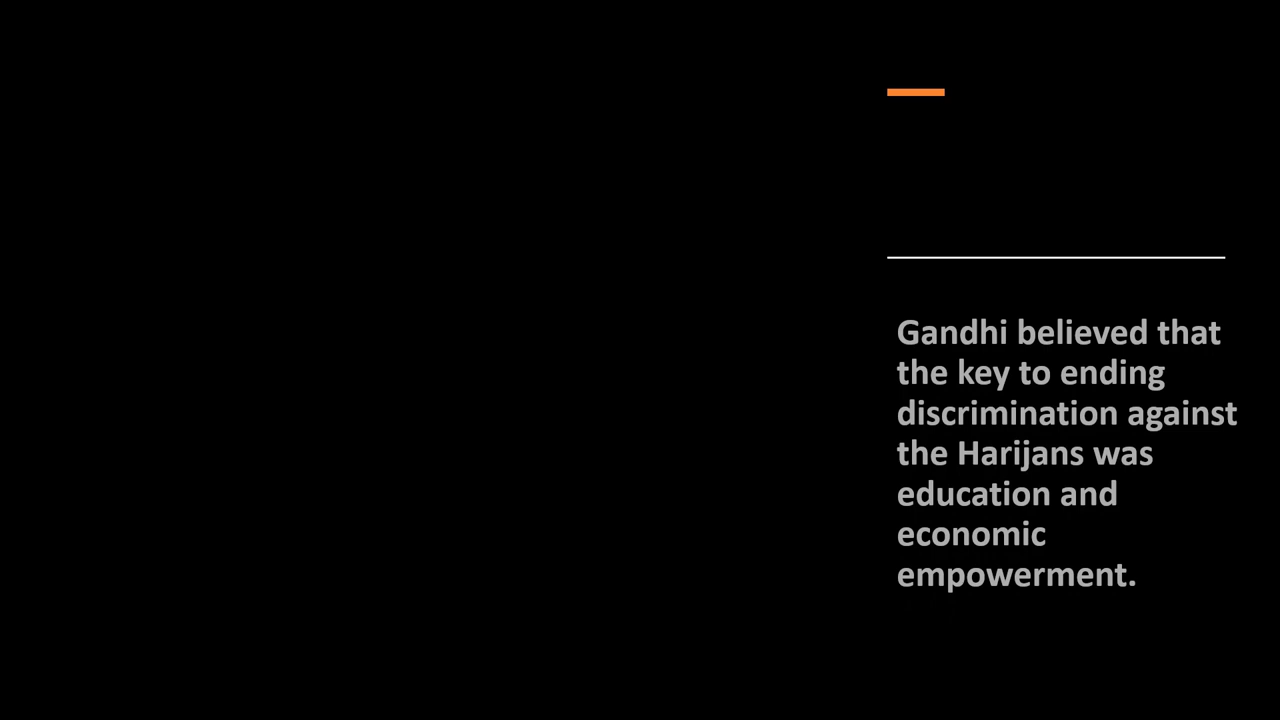 Gandhi believed that
the key to ending
discrimination against
the Harijans was
education and
economic
empowerment.